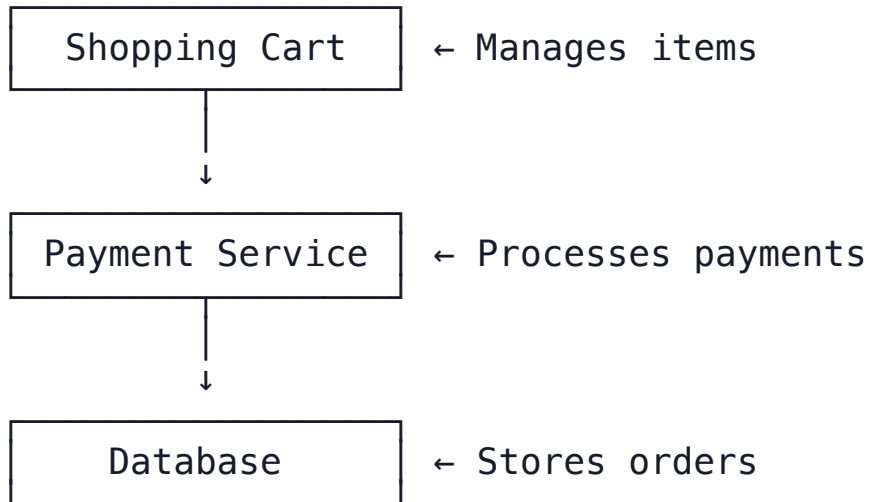 Shopping Cart ← Manages items
↓
Payment Service ← Processes payments
↓
Database ← Stores orders